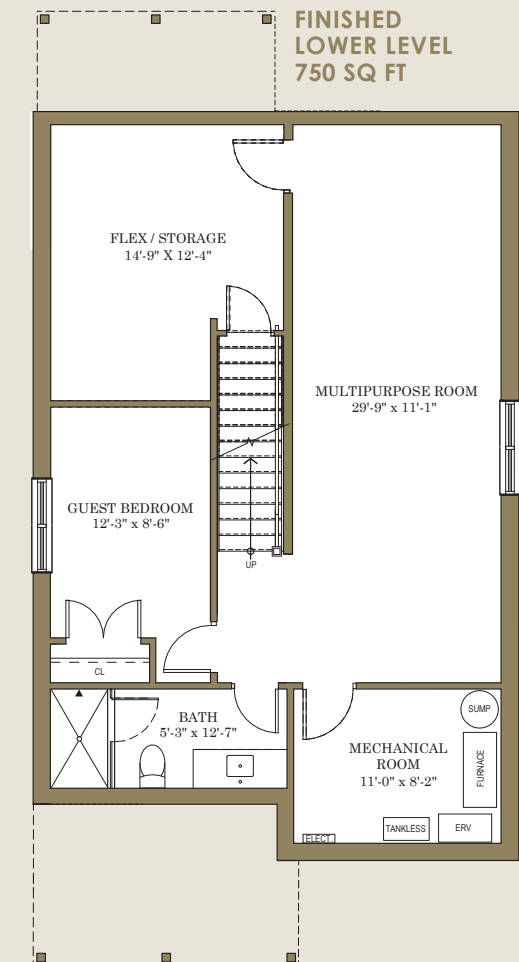 FINISHED
LOWER LEVEL
750 SQ FT
FLEX / STORAGE
14'-9" X 12'-4"
MULTIPURPOSE ROOM
29'-9" x 11'-1"
GUEST BEDROOM
12'-3" x 8'-6"
UP
CL
BATH
5'-3" x 12'-7"
SUMP
MECHANICAL
ROOM
11'-0" x 8'-2"
FURNACE
TANKLESS
ERV
ELECT.